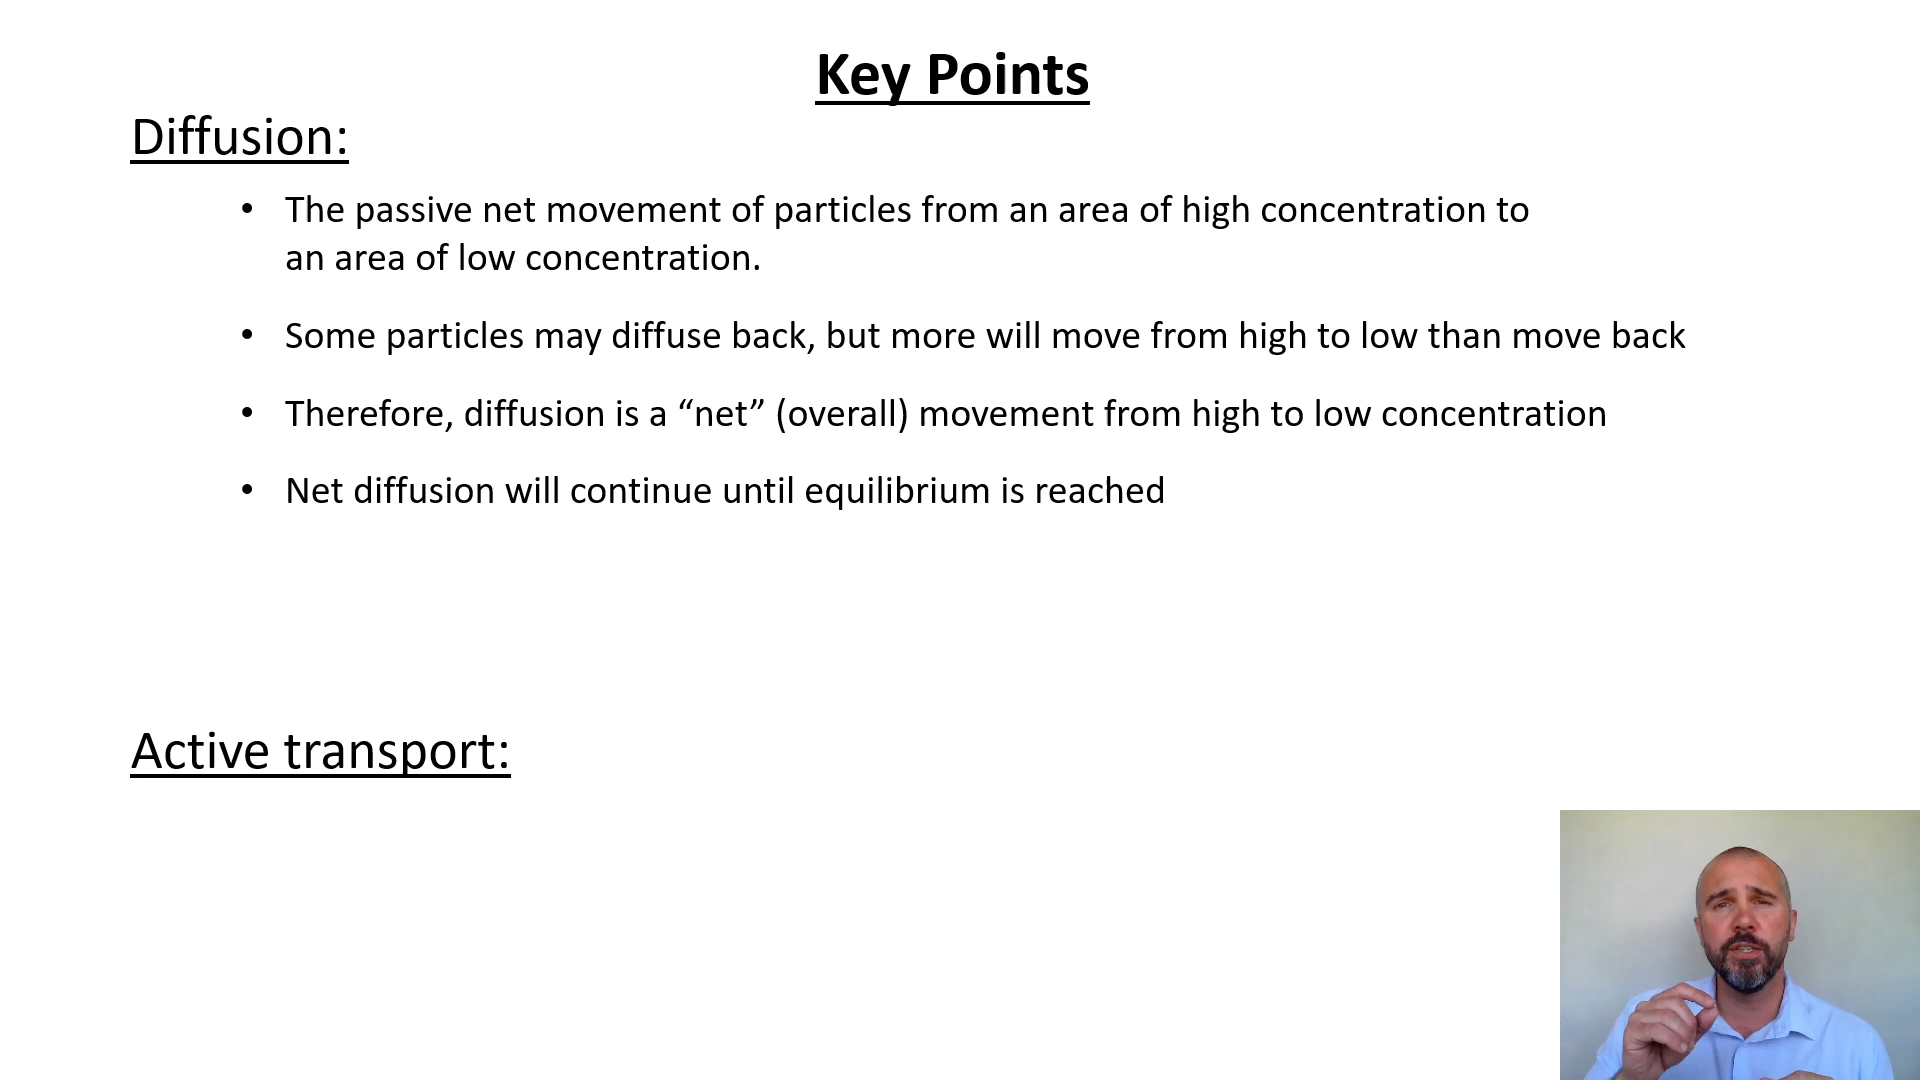 Key Points
Diffusion:
• The passive net movement of particles from an area of high concentration to
an area of low concentration.
• Some particles may diffuse back, but more will move from high to low than move back
• Therefore, diffusion is a “net” (overall) movement from high to low concentration
• Net diffusion will continue until equilibrium is reached
Active transport: